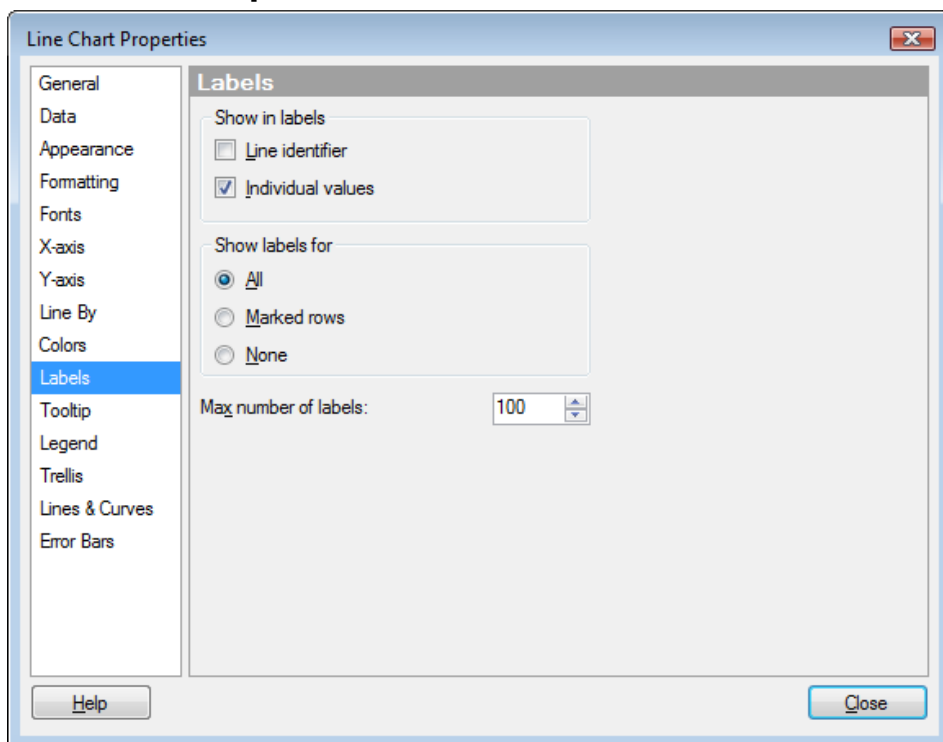 Line Chart Properties
General
Data
Appearance
Formatting
Fonts
X-axis
Y-axis
Line By
Colors
Labels
Tooltip
Legend
Trellis
Lines & Curves
Error Bars
Labels
Show in labels
Line identifier
Individual values
Show labels for
All
Marked rows
None
Max number of labels: 100
Help
Close